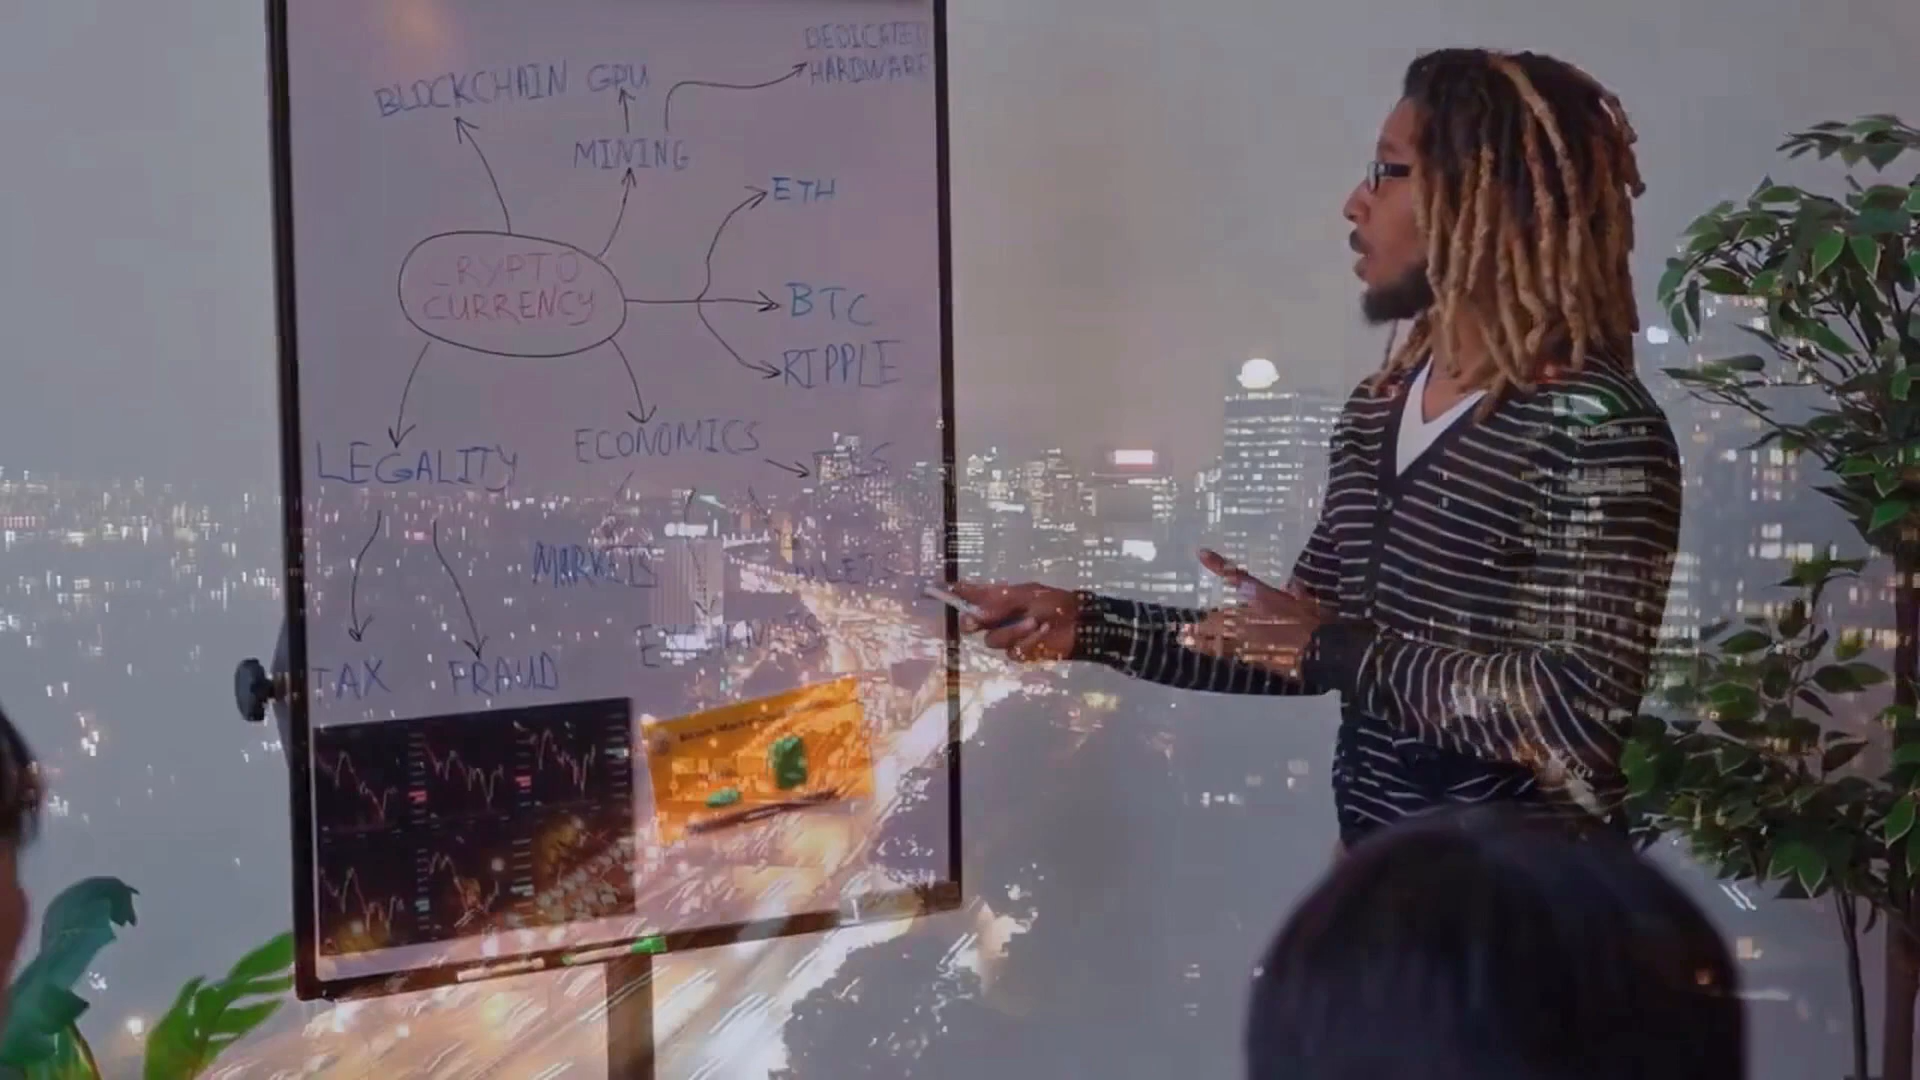 DEDICATED
HARDWARE
BLOCKCHAIN GPU
MINING
ETH
CRYPTO
CURRENCY
BTC
RIPPLE
LEGALITY
ECONOMICS
MARKETS
TAX
FRAUD